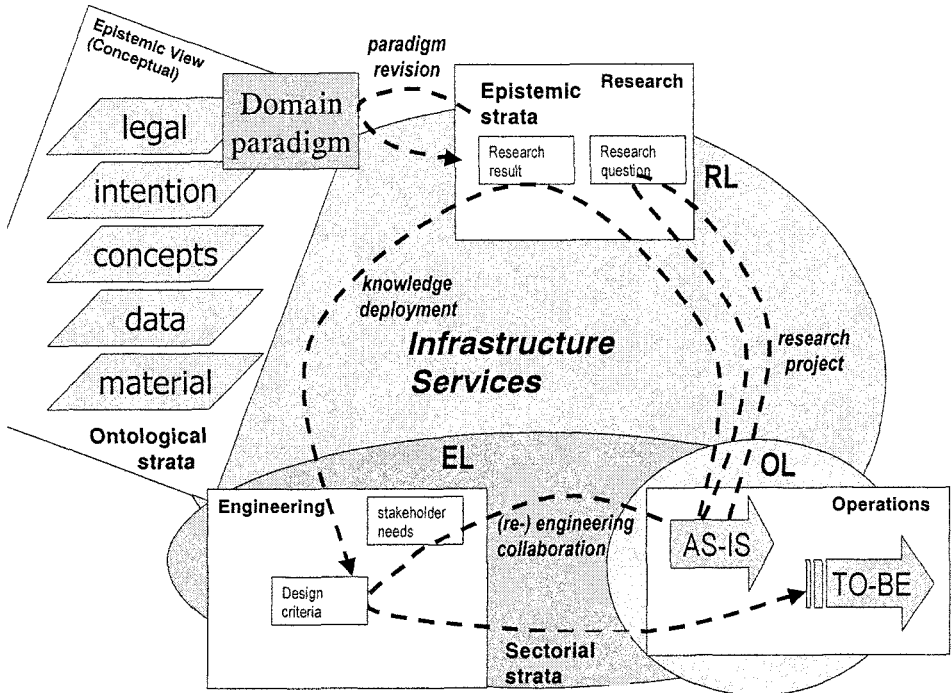 Epistemic View
(Conceptual)
legal
intention
concepts
data
material
Ontological
strata
Domain
paradigm
paradigm
revision
Epistemic
strata
Research
Research
result
Research
question
RL
knowledge
deployment
Infrastructure
Services
research
project
EL
OL
Engineering
stakeholder
needs
Design
criteria
(re-) engineering
collaboration
Operations
AS-IS
TO-BE
Sectorial
strata